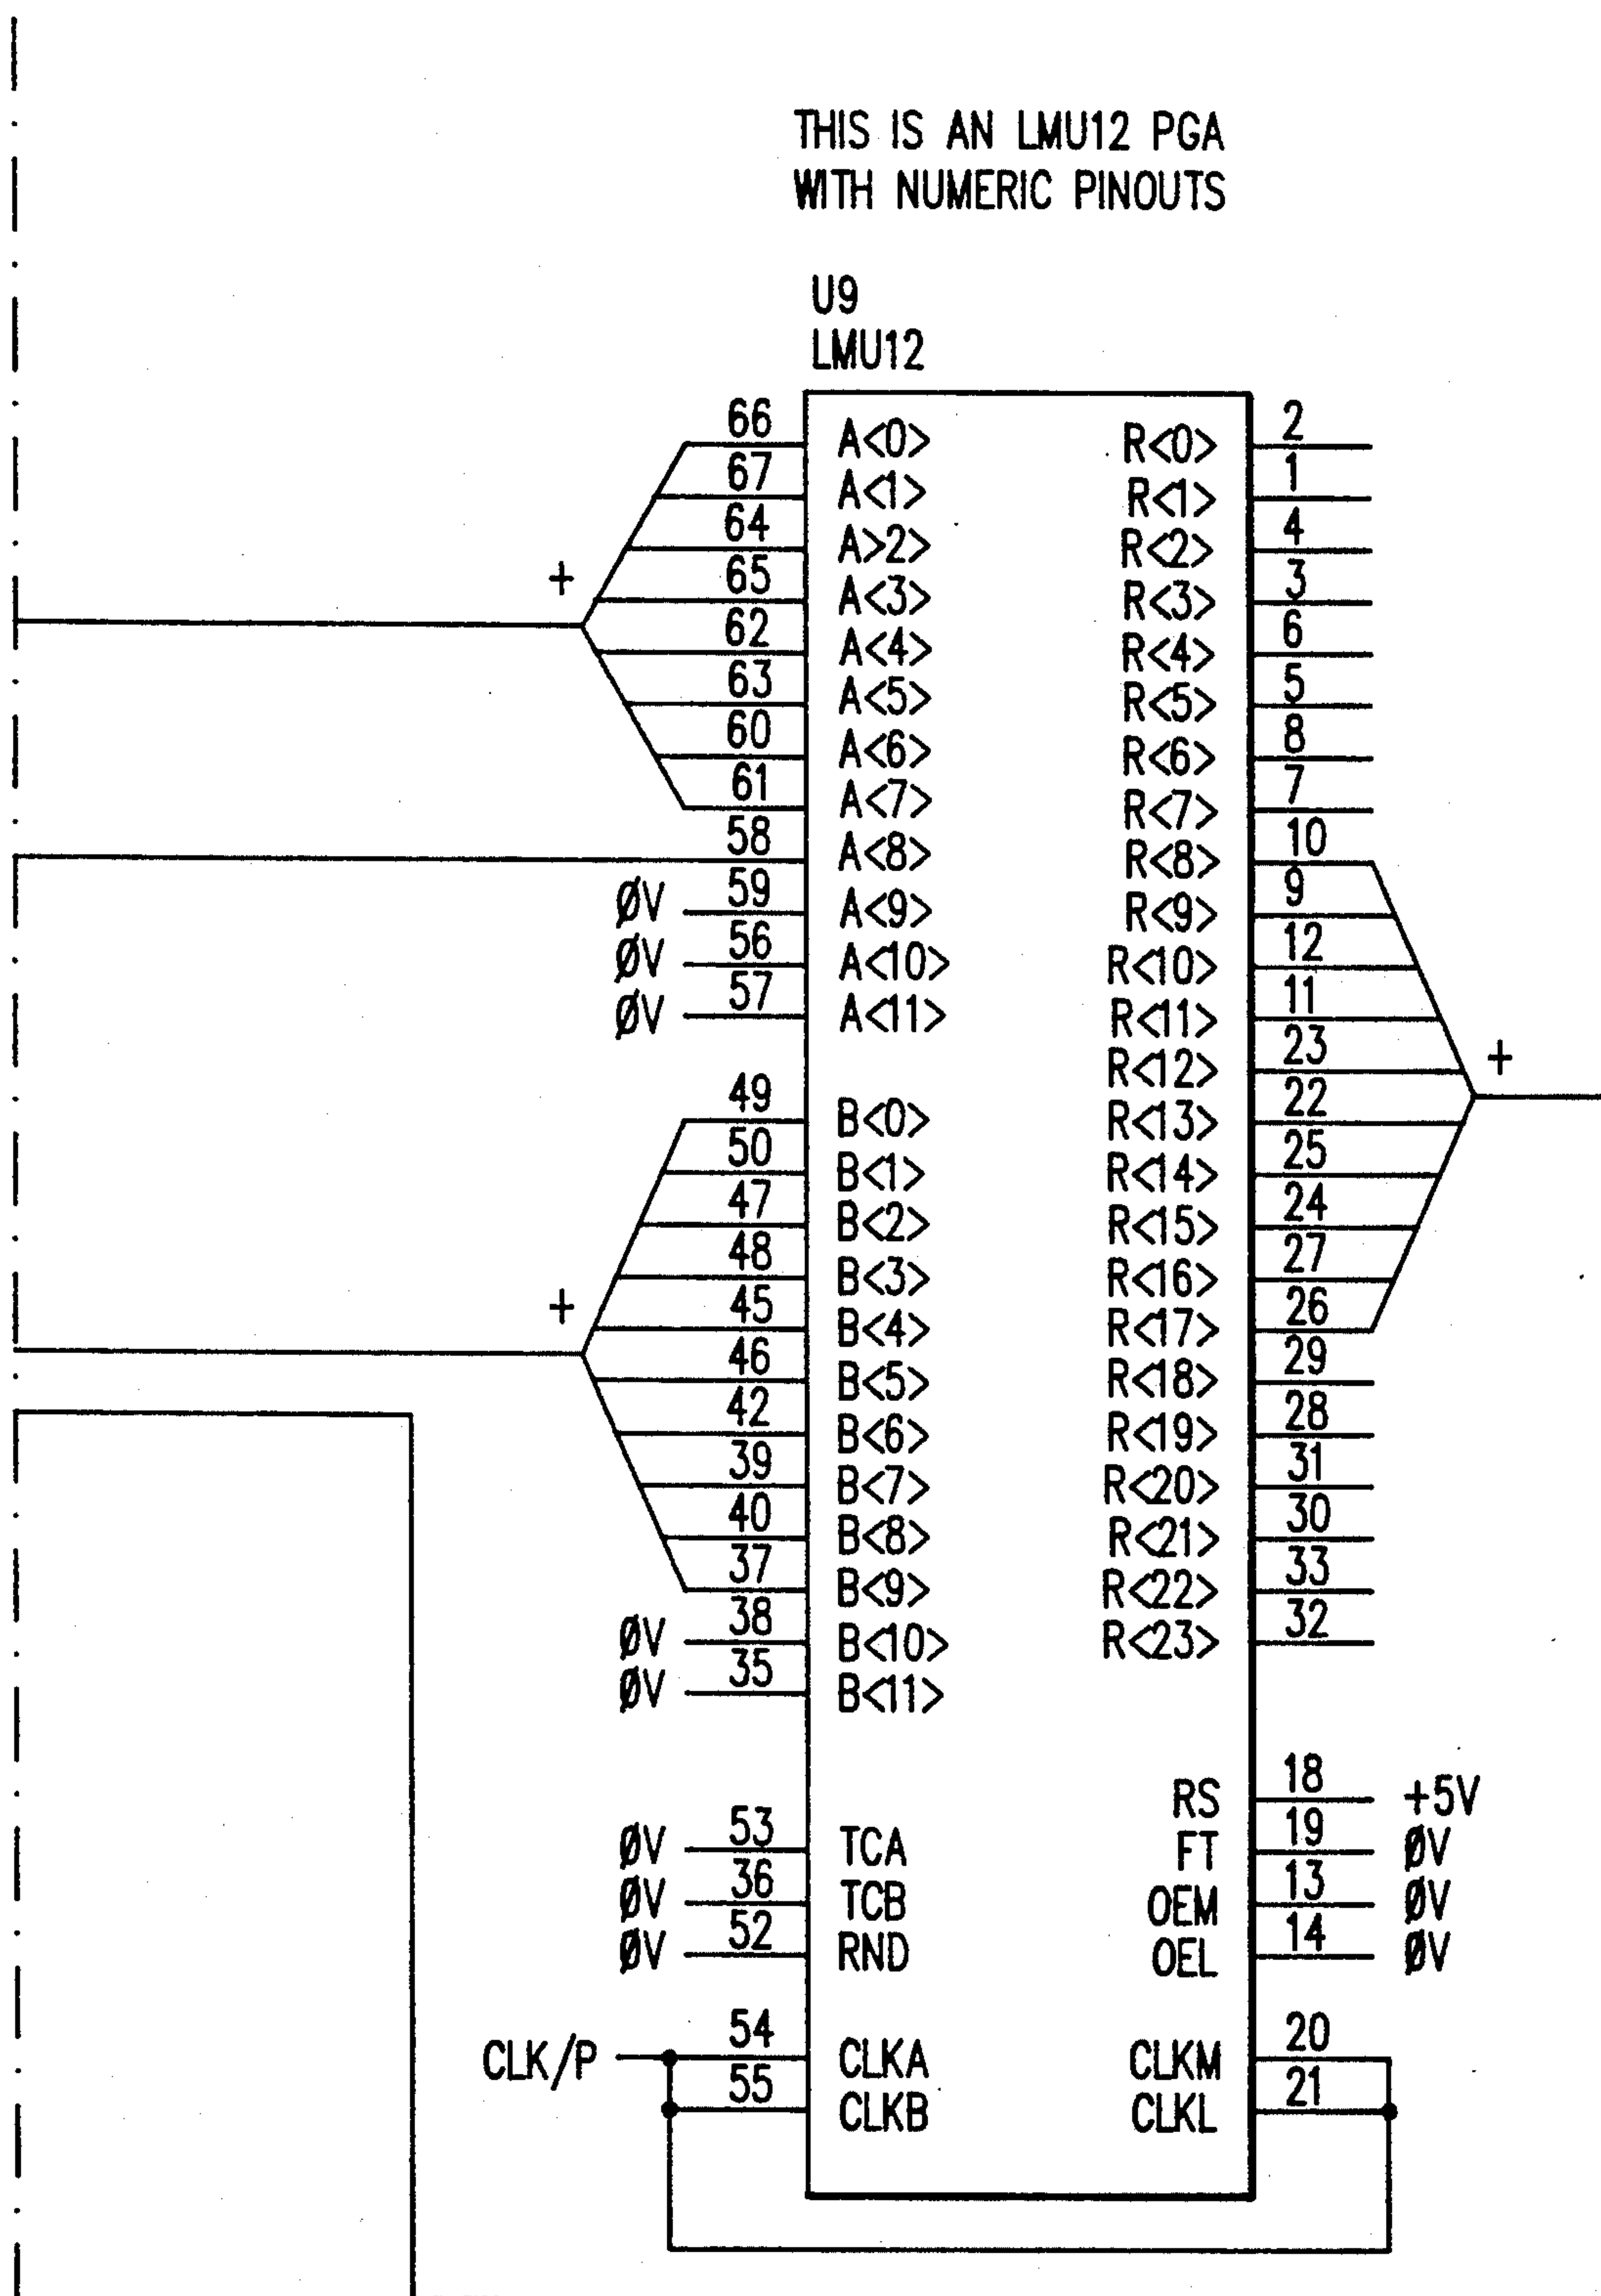 THIS IS AN LMU12 PGA
WITH NUMERIC PINOUTS
U9
LMU12
66 A<0> R<0> 2
67 A<1> R<1> 1
64 A>2> R<2> 4
+ 65 A<3> R<3> 3
62 A<4> R<4> 6
63 A<5> R<5> 5
60 A<6> R<6> 8
61 A<7> R<7> 7
58 A<8> R<8> 10
ØV 59 A<9> R<9> 9
ØV 56 A<10> R<10> 12
ØV 57 A<11> R<11> 11
R<12> 23 +
49 B<0> R<13> 22
50 B<1> R<14> 25
47 B<2> R<15> 24
48 B<3> R<16> 27
+ 45 B<4> R<17> 26
46 B<5> R<18> 29
42 B<6> R<19> 28
39 B<7> R<20> 31
40 B<8> R<21> 30
37 B<9> R<22> 33
ØV 38 B<10> R<23> 32
ØV 35 B<11>
RS 18 +5V
ØV 53 TCA FT 19 ØV
ØV 36 TCB OEM 13 ØV
ØV 52 RND OEL 14 ØV
CLK/P 54 CLKA CLKM 20
55 CLKB CLKL 21